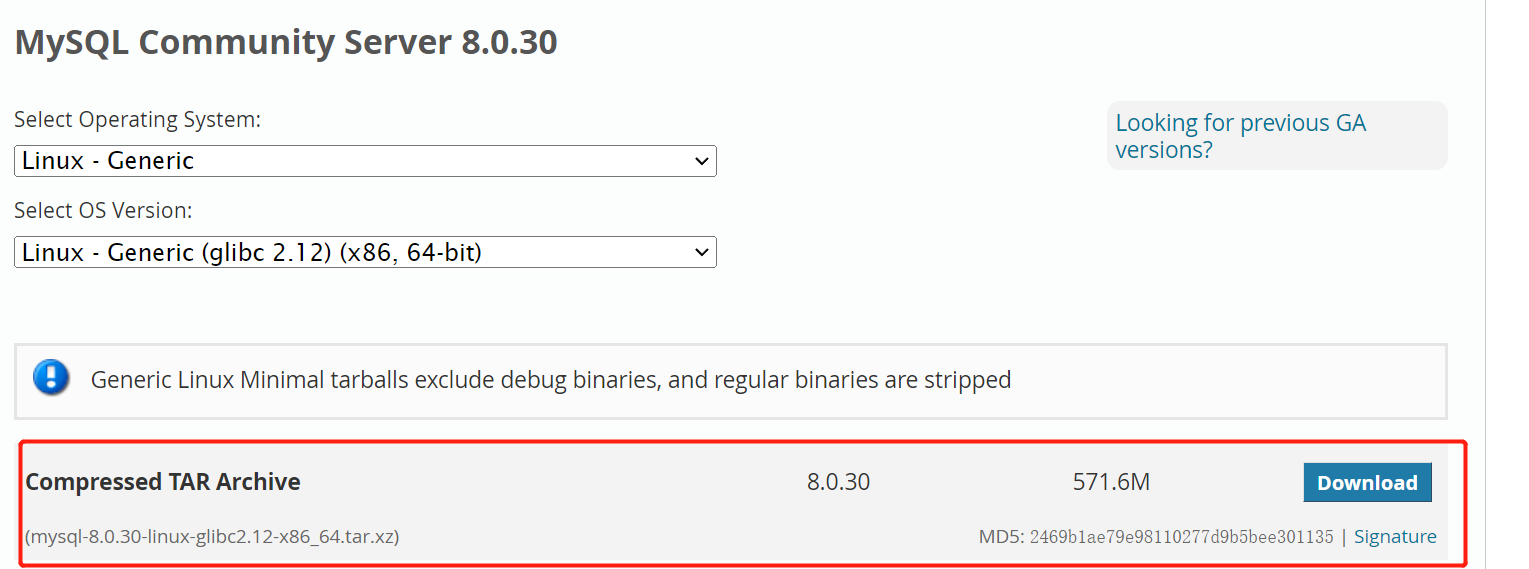 MySQL Community Server 8.0.30
Select Operating System:
Looking for previous GA
versions?
Linux - Generic
Select OS Version:
Linux - Generic (glibc 2.12) (x86, 64-bit)
Generic Linux Minimal tarballs exclude debug binaries, and regular binaries are stripped
Compressed TAR Archive 8.0.30 571.6M Download
(mysql-8.0.30-linux-glibc2.12-x86_64.tar.xz) MD5: 2469b1ae79e98110277d9b5bee301135 | Signature